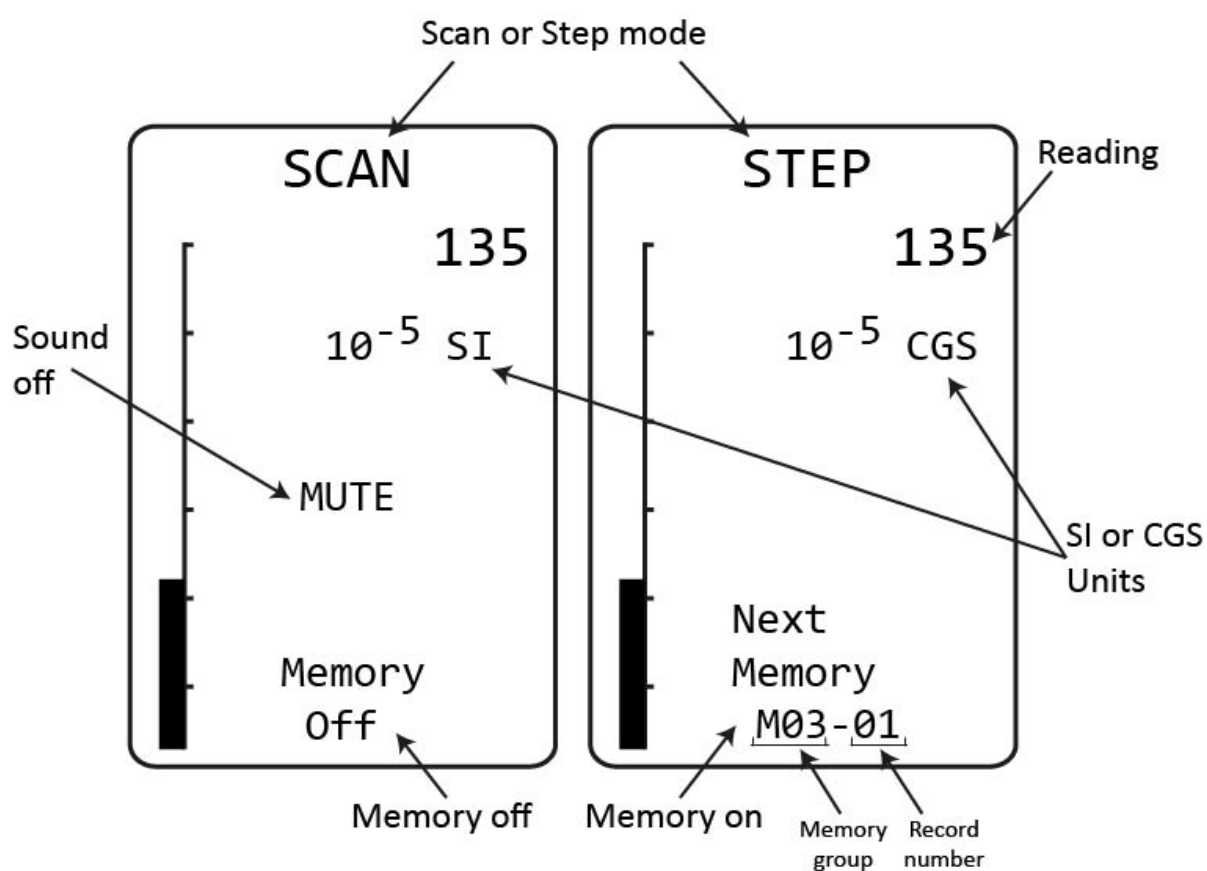 Scan or Step mode
SCAN
135
10⁻⁵ SI
MUTE
Memory
Off
STEP
135
10⁻⁵ CGS
Next
Memory
M03-01
Reading
Sound
off
SI or CGS
Units
Memory off
Memory on
Memory
group
Record
number